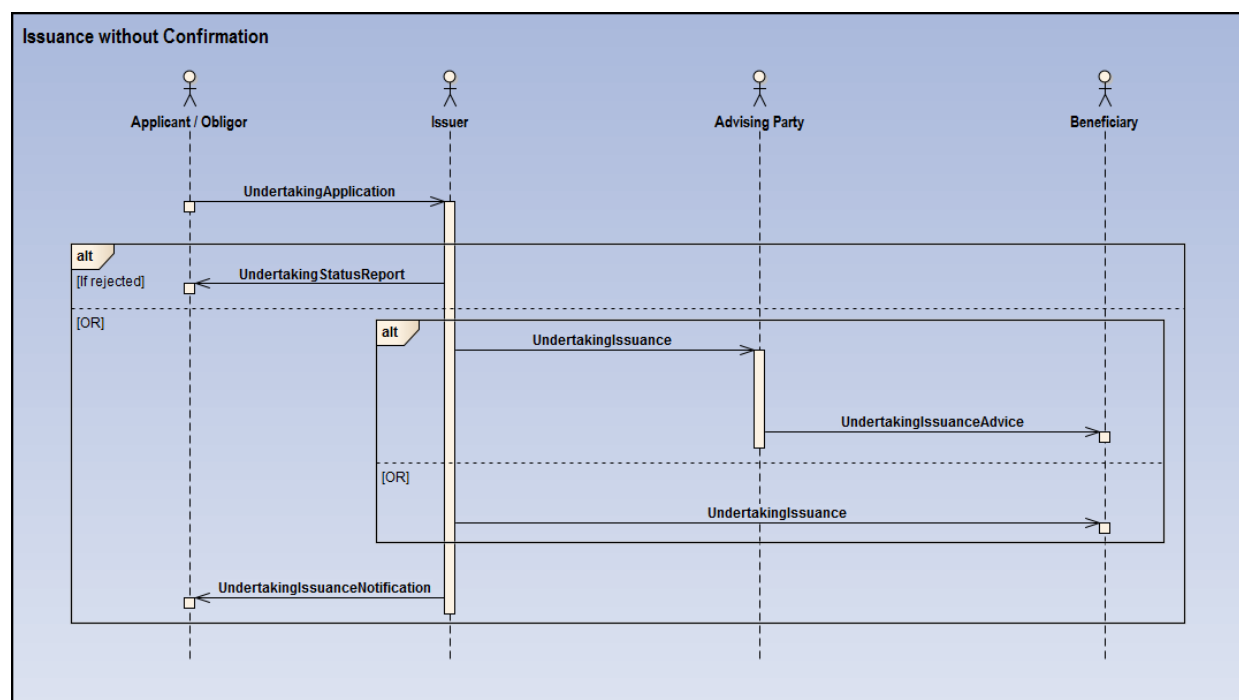 Issuance without Confirmation
Applicant / Obligor
Issuer
Advising Party
Beneficiary
UndertakingApplication
alt
[If rejected]
UndertakingStatusReport
[OR]
alt
UndertakingIssuance
UndertakingIssuanceAdvice
[OR]
UndertakingIssuance
UndertakingIssuanceNotification